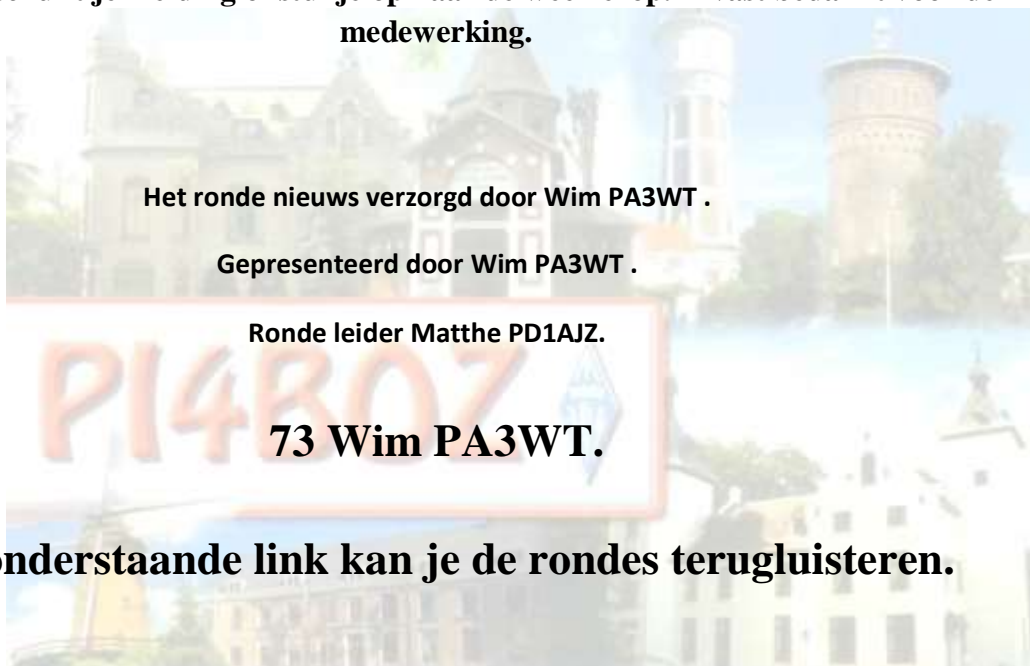 medewerking.
Het ronde nieuws verzorgd door Wim PA3WT .
Gepresenteerd door Wim PA3WT .
Ronde leider Matthe PD1AJZ.
PI4BOZ
73 Wim PA3WT.
onderstaande link kan je de rondes terugluisteren.